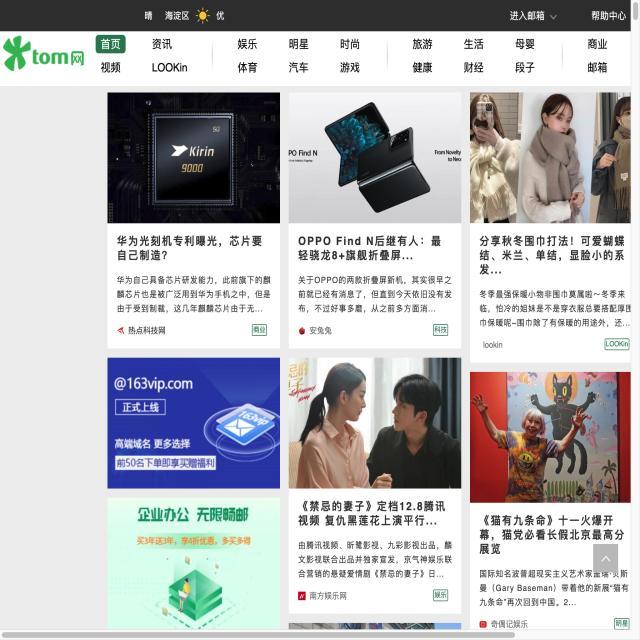 晴 海淀区 优
进入邮箱
帮助中心
tom网
首页 资讯 娱乐 明星 时尚 旅游 生活 母婴 商业
视频 LOOKin 体育 汽车 游戏 健康 财经 段子 邮箱
5G
Kirin
9000
华为光刻机专利曝光，芯片要
自己制造？
华为自己具备芯片研发能力，此前旗下的麒
麟芯片也是被广泛用到华为手机之中，但是
由于受到制裁，这几年麒麟芯片由于无...
热点科技网
商业
@163vip.com
正式上线
163vip
高端域名 更多选择
前50名下单即享买赠福利
企业办公 无限畅邮
买3年送3年，享4折优惠，多买多得
PO Find N
From Novelty
to Nec
OPPO Find N后继有人：最
轻骁龙8+旗舰折叠屏...
关于OPPO的两款折叠屏新机，其实很早之
前就已经有消息了，但直到今天依旧没有发
布，不过好事多磨，从之前多方面消...
安兔兔
科技
《禁忌的妻子》定档12.8腾讯
视频 复仇黑莲花上演平行...
由腾讯视频、昕鹭影视、九彩影视出品，麟
文影视联合出品并独家宣发，京气神娱乐联
合营销的悬疑爱情剧《禁忌的妻子》日...
南方娱乐网
娱乐
分享秋冬围巾打法！可爱蝴蝶
结、米兰、单结，显脸小的系
发...
冬季最强保暖小物非围巾莫属啦～冬季来
临，怕冷的妞妹是不是穿衣服总要搭配厚围
巾保暖呢~围巾除了有保暖的用途外，还...
lookin
LOOKin
《猫有九条命》十一火爆开
幕，猫党必看长假北京最高分
展览
国际知名波普超现实主义艺术家盖瑞·贝斯
曼（Gary Baseman）带着他的新展“猫有
九条命”再次回到中国。2...
奇偶记娱乐
明星